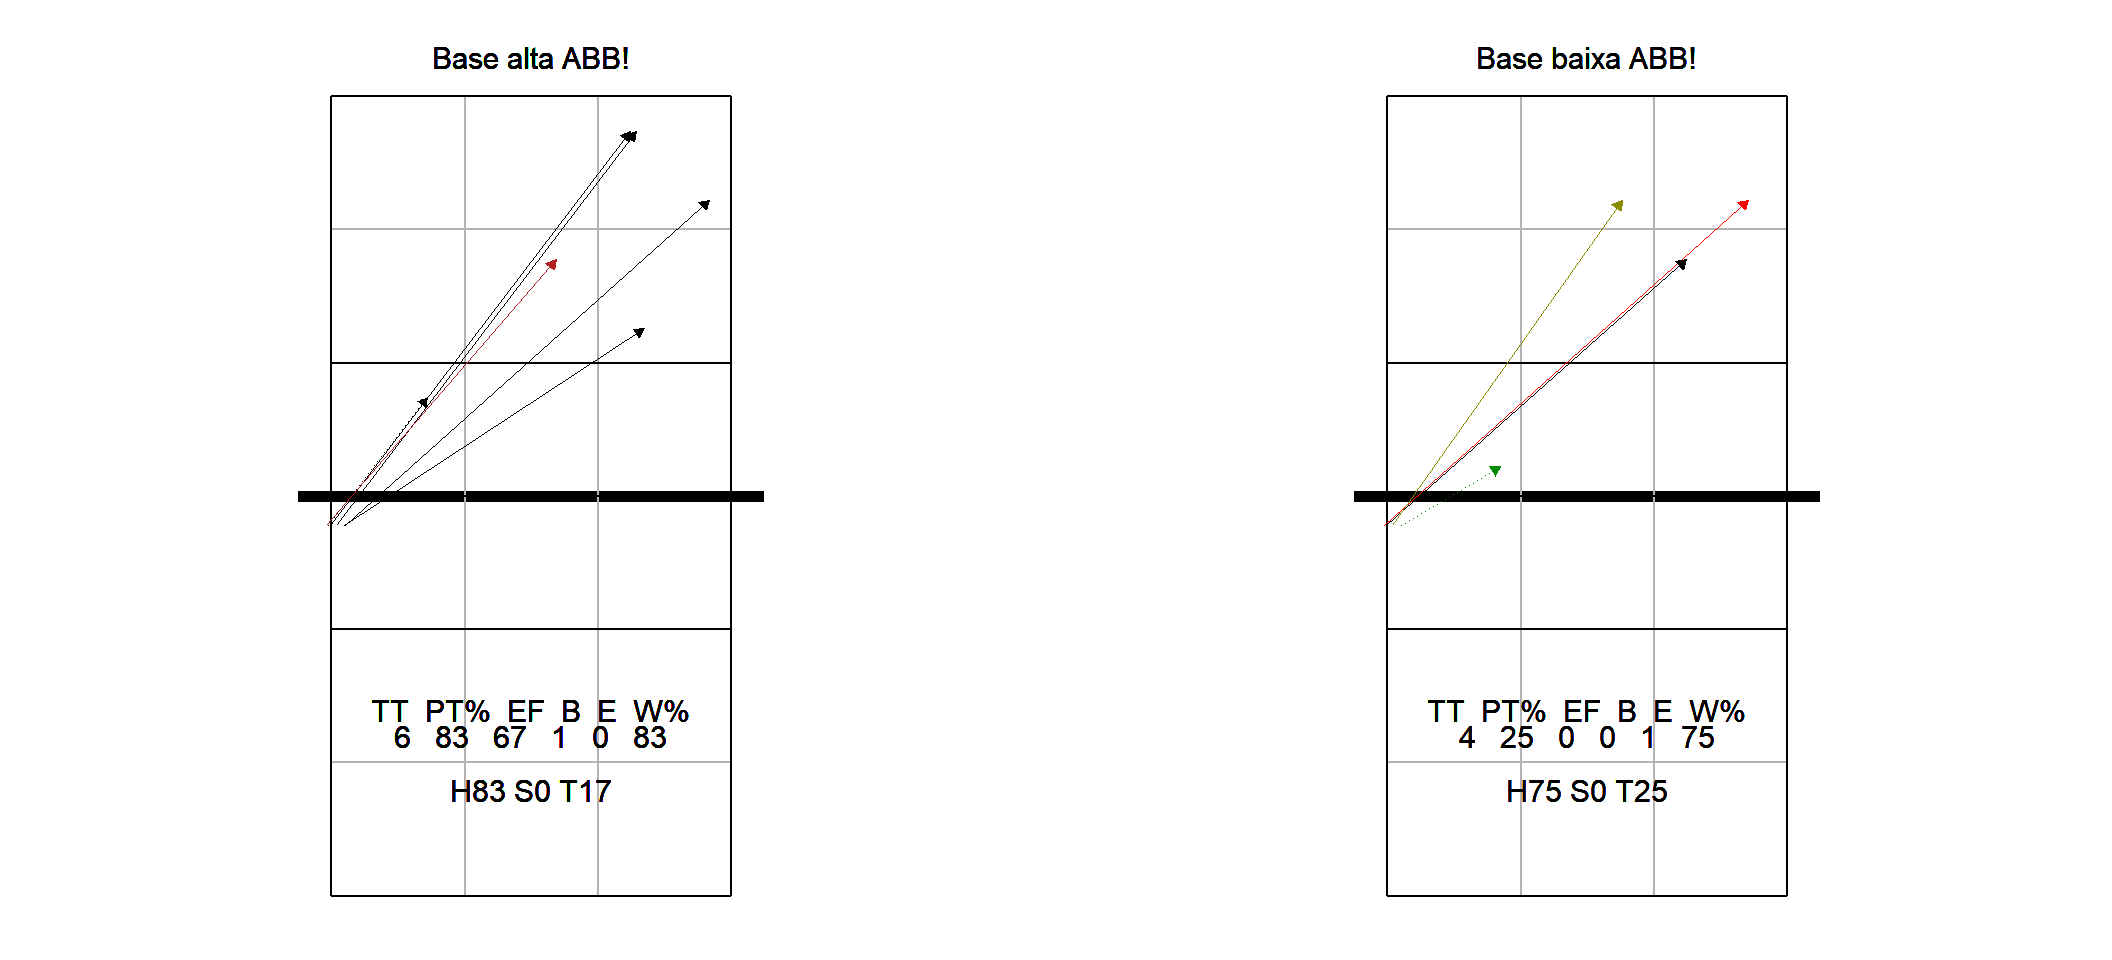 Base alta ABB!
TT PT% EF B E W%
6 83 67 1 0 83
H83 S0 T17
Base baixa ABB!
TT PT% EF B E W%
4 25 0 0 1 75
H75 S0 T25